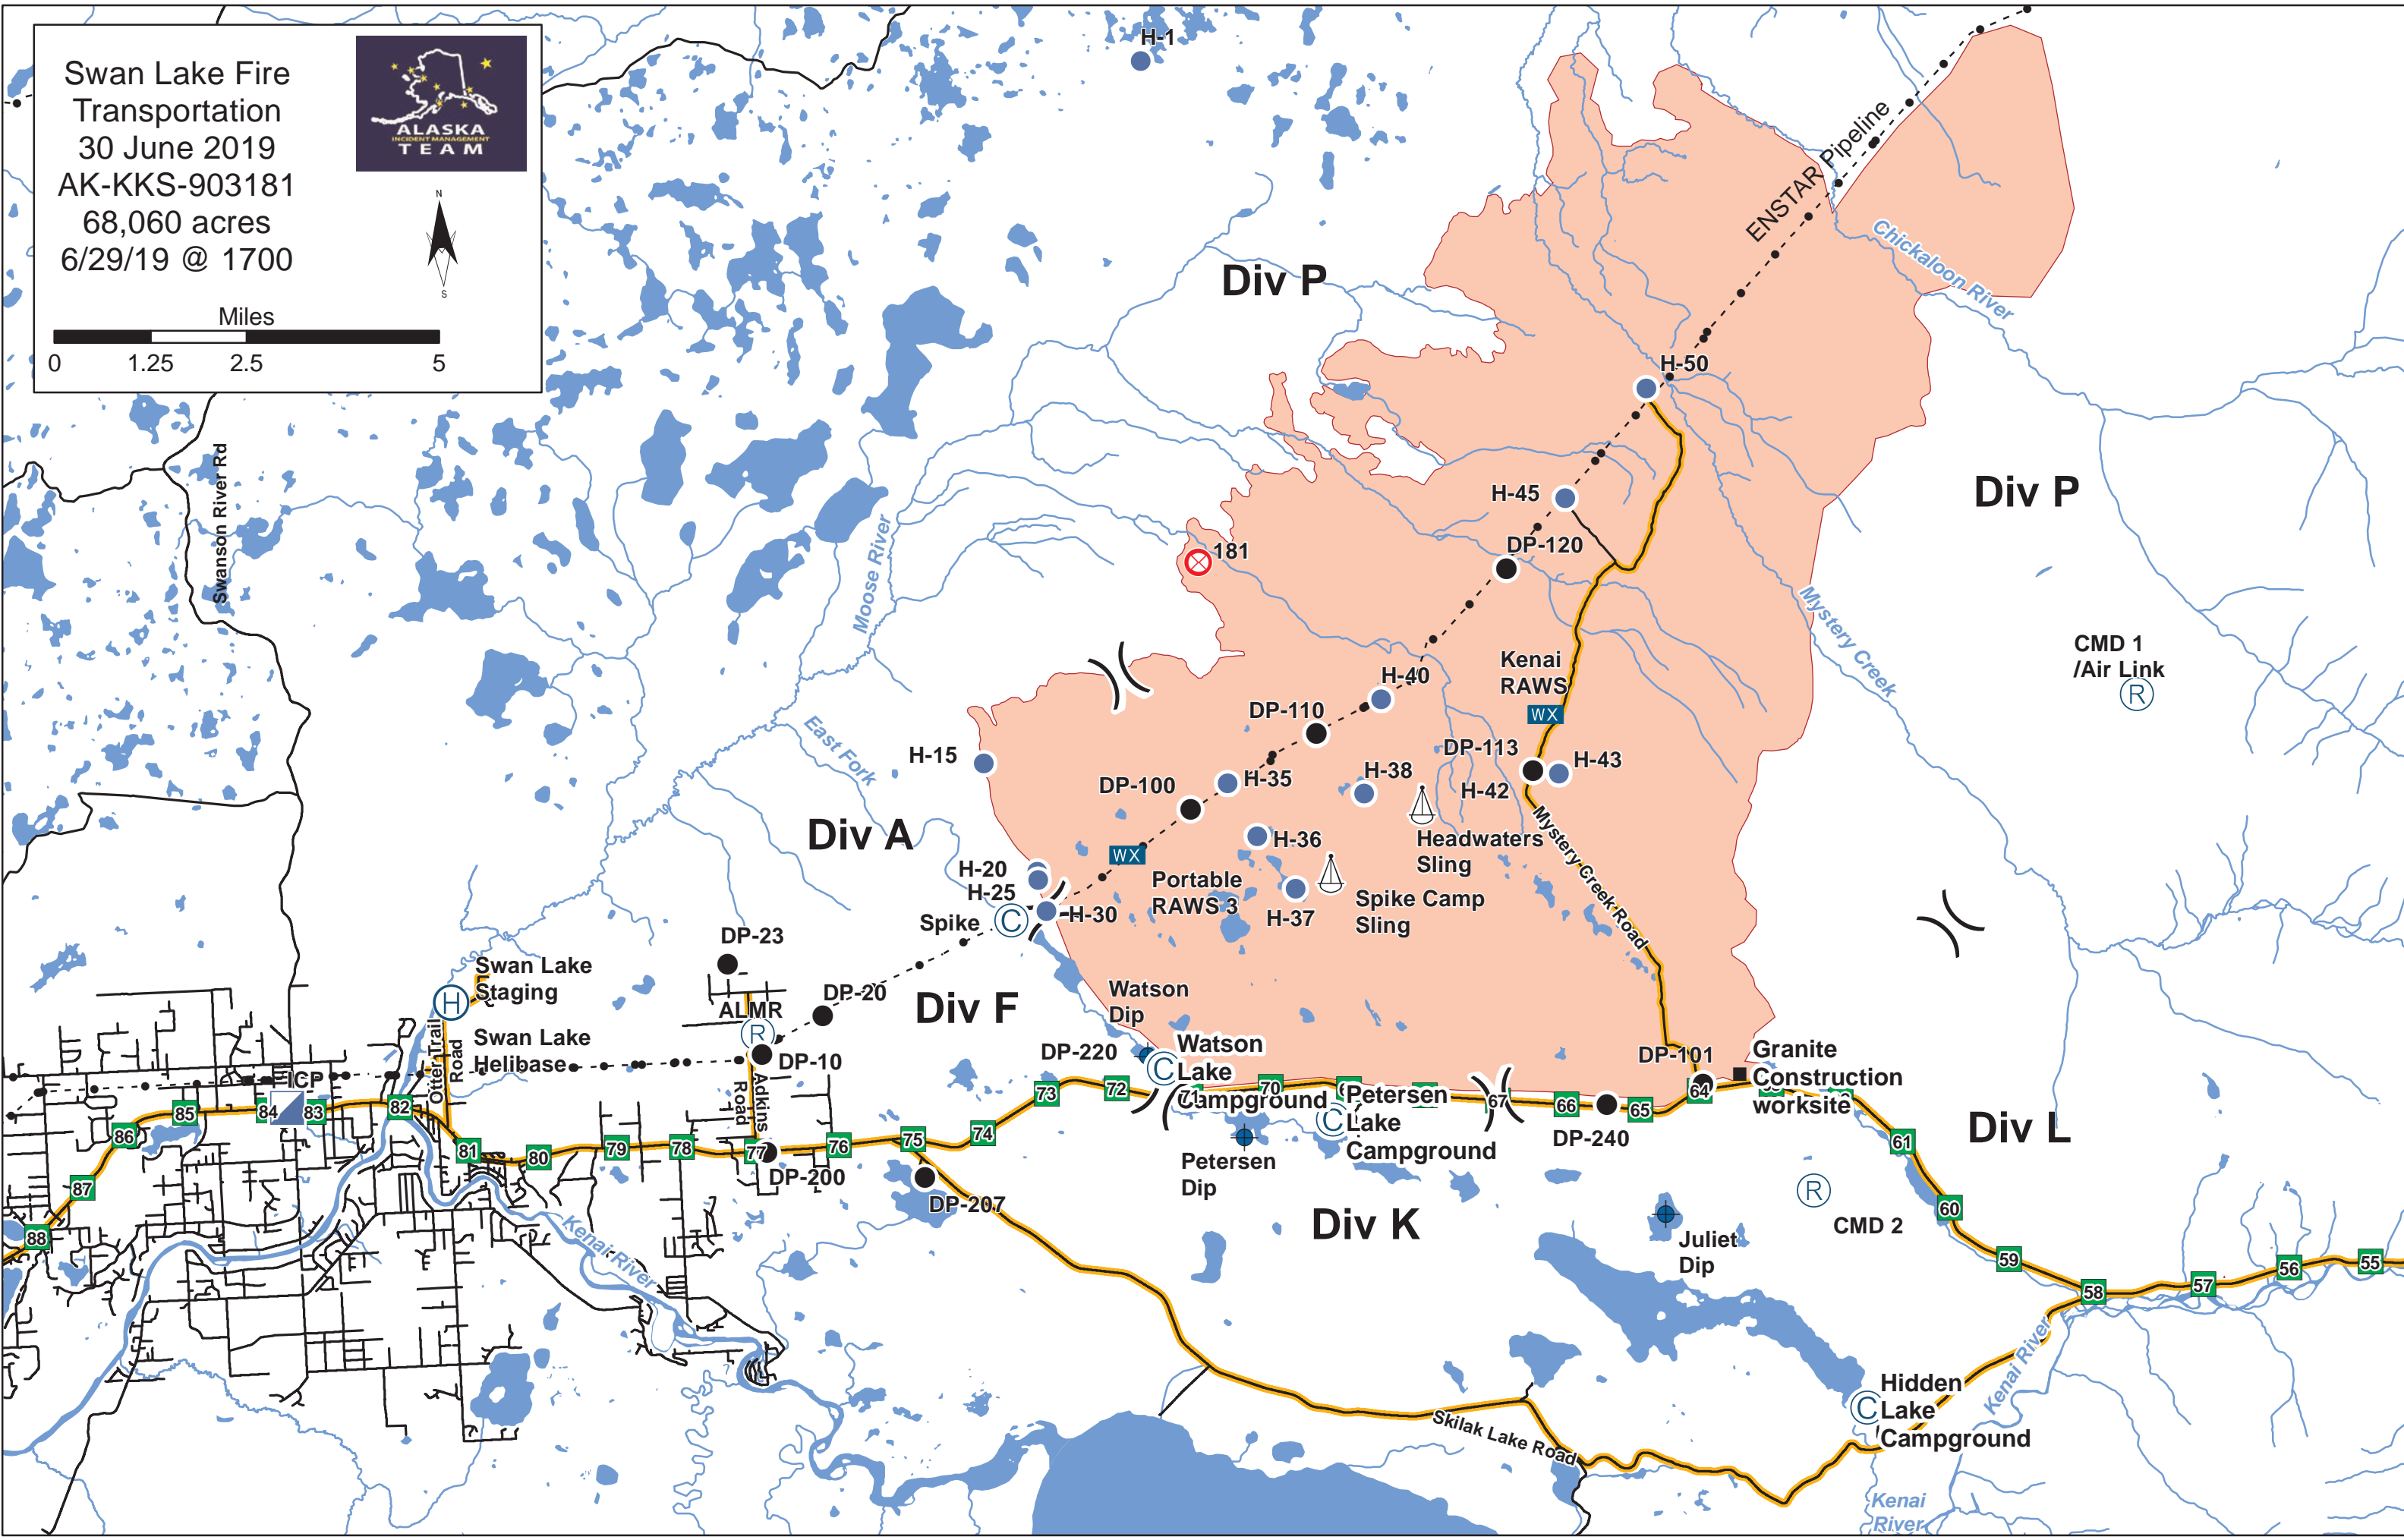 Swan Lake Fire
Transportation
30 June 2019
AK-KKS-903181
68,060 acres
6/29/19 @ 1700
ALASKA
INCIDENT MANAGEMENT
TEAM
N
S
Miles
0 1.25 2.5 5
H-1
ENSTAR Pipeline
Chickaloon River
Div P
H-50
Swanson River Rd
H-45
Div P
DP-120
181
Moose River
Mystery Creek
CMD 1
/Air Link
R
Kenai
RAWS
WX
H-40
DP-110
East Fork
H-15
DP-113
H-43
H-42
H-35
H-38
DP-100
Mystery Creek Road
Div A
H-36
Headwaters
Sling
WX
H-20
H-25
Portable
RAWS 3
H-37
Spike Camp
Sling
Spike
C
H-30
DP-23
Swan Lake
Staging
H
DP-20
Div F
Watson
Dip
ALMR
R
Otter Trail
Road
Swan Lake
Helibase
DP-10
DP-220
Watson
Lake
Campground
C
DP-101
Granite
Construction
worksite
ICP
Adkins
Road
Petersen
Lake
Campground
C
88
87
86
85
84
83
82
81
80
79
78
77
76
75
74
73
72
71
70
67
66
65
64
61
60
59
58
57
56
55
DP-240
Div L
DP-200
DP-207
Petersen
Dip
Div K
R
CMD 2
Juliet
Dip
Kenai River
Kenai River
Hidden
Lake
Campground
C
Skilak Lake Road
Kenai
River